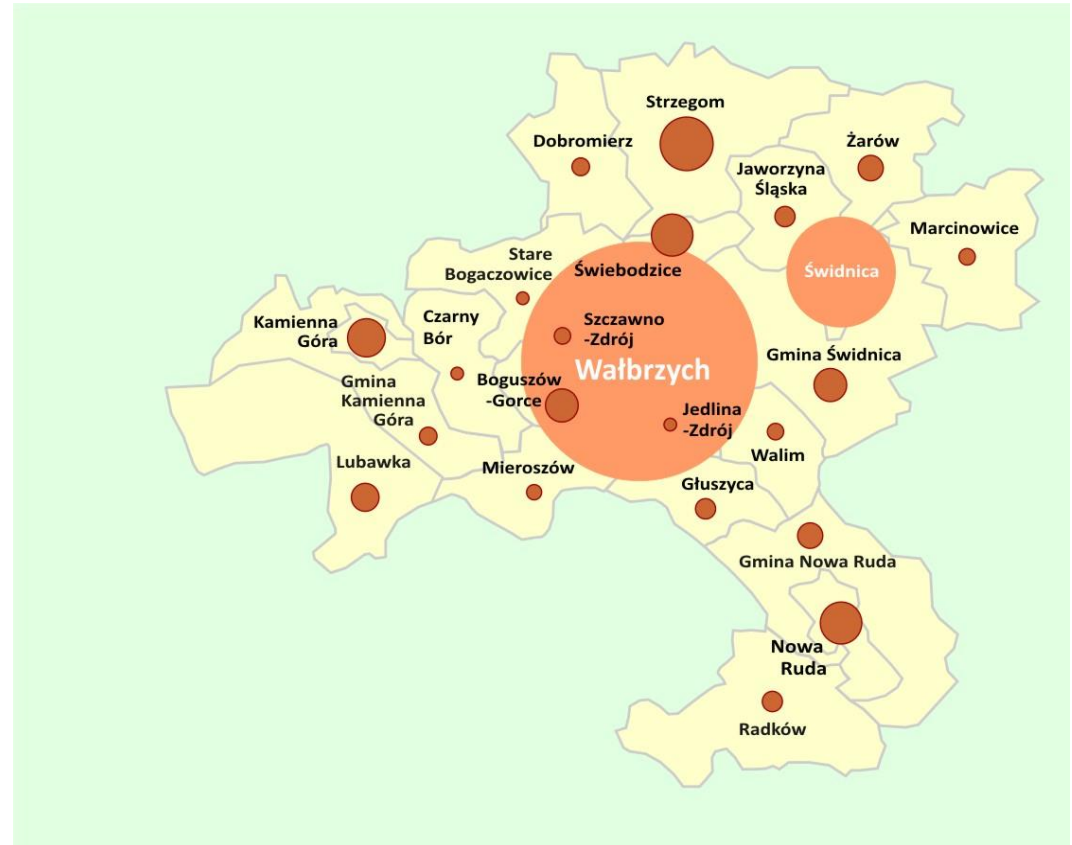 Strzegom
Dobromierz
Żarów
Jaworzyna
Śląska
Marcinowice
Stare
Bogaczowice
Świebodzice
Świdnica
Kamienna
Góra
Czarny
Bór
Szczawno
-Zdrój
Wałbrzych
Gmina Świdnica
Gmina
Kamienna
Góra
Boguszów
-Gorce
Jedlina
-Zdrój
Walim
Lubawka
Mieroszów
Głuszyca
Gmina Nowa Ruda
Nowa
Ruda
Radków